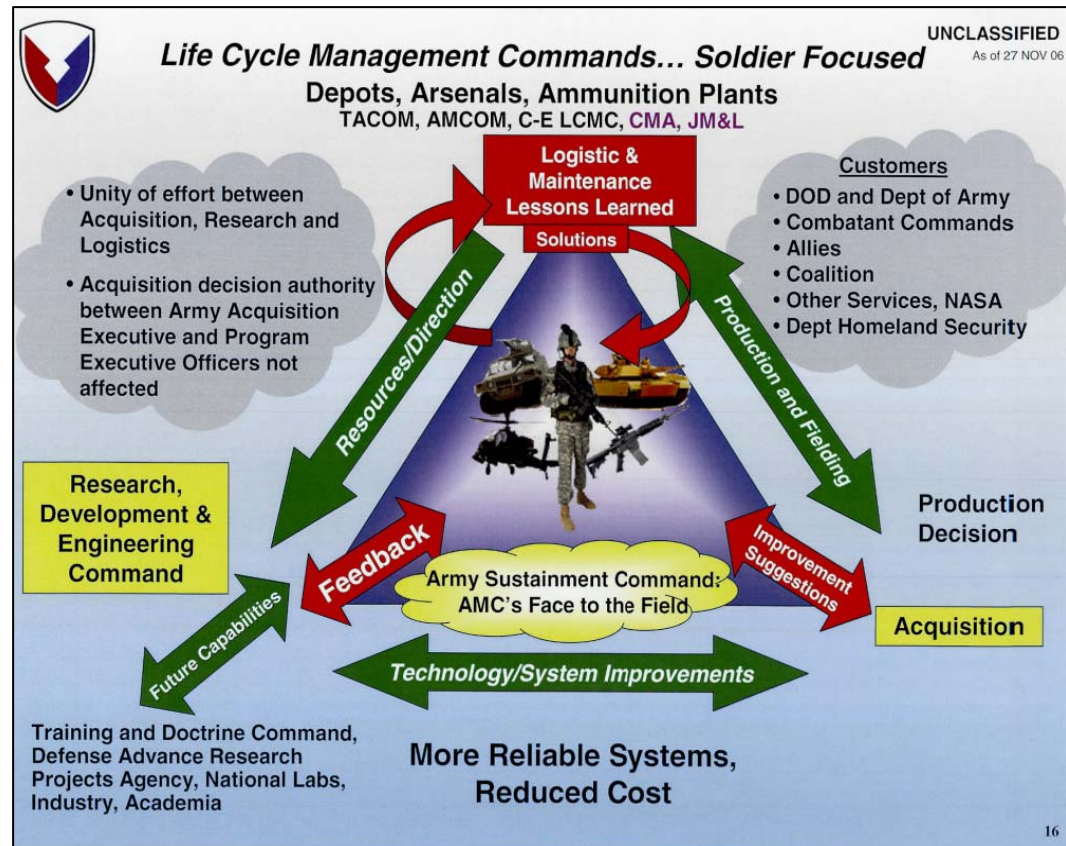 UNCLASSIFIED
As of 27 NOV 06
Life Cycle Management Commands... Soldier Focused
Depots, Arsenals, Ammunition Plants
TACOM, AMCOM, C-E LCMC, CMA, JM&L
Logistic &
Maintenance
Lessons Learned
Solutions
• Unity of effort between
Acquisition, Research and
Logistics
• Acquisition decision authority
between Army Acquisition
Executive and Program
Executive Officers not
affected
Customers
• DOD and Dept of Army
• Combatant Commands
• Allies
• Coalition
• Other Services, NASA
• Dept Homeland Security
Resources/Direction
Production and Fielding
Research,
Development &
Engineering
Command
Production
Decision
Feedback
Improvement
Suggestions
Army Sustainment Command:
AMC's Face to the Field
Acquisition
Future Capabilities
Technology/System Improvements
Training and Doctrine Command,
Defense Advance Research
Projects Agency, National Labs,
Industry, Academia
More Reliable Systems,
Reduced Cost
16